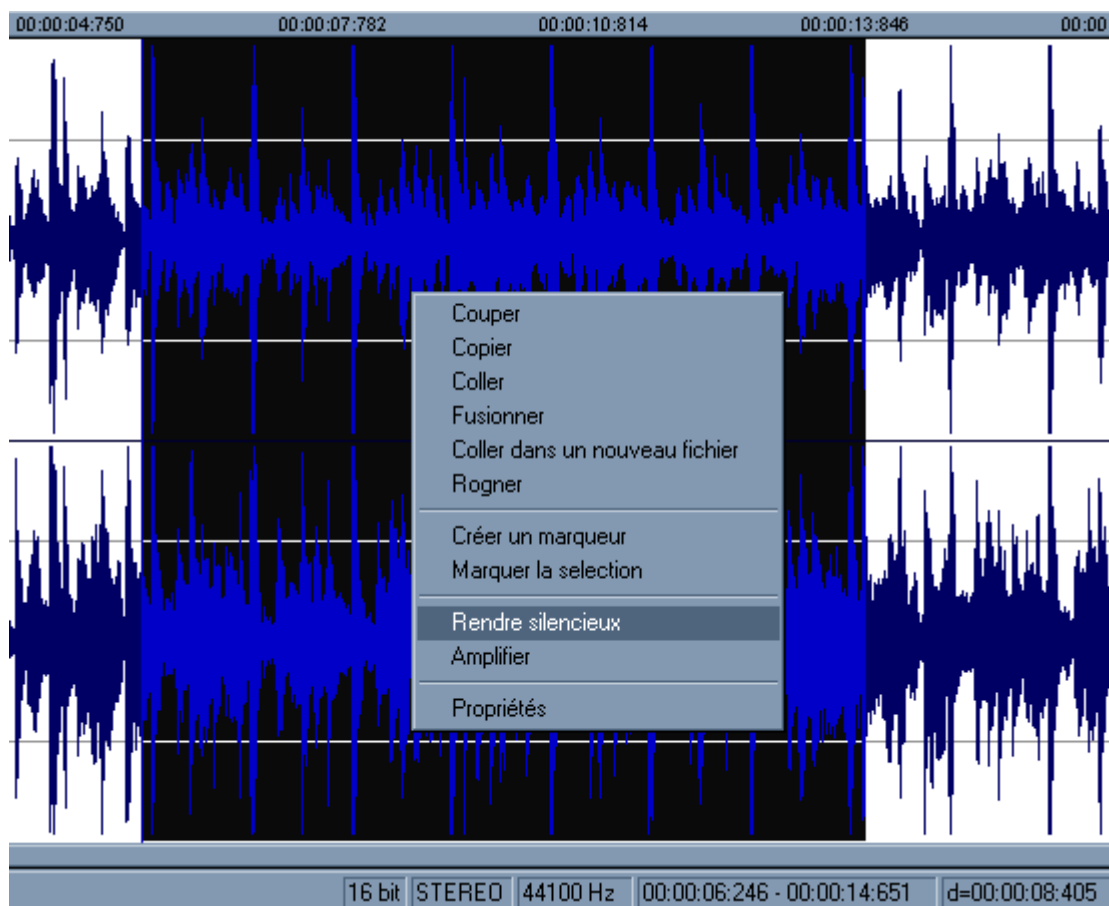 00:00:04:750 00:00:07:782 00:00:10:814 00:00:13:846 00:00
Couper
Copier
Coller
Fusionner
Coller dans un nouveau fichier
Rogner
Créer un marqueur
Marquer la selection
Rendre silencieux
Amplifier
Propriétés
16 bit STEREO 44100 Hz 00:00:06:246 - 00:00:14:651 d=00:00:08:405